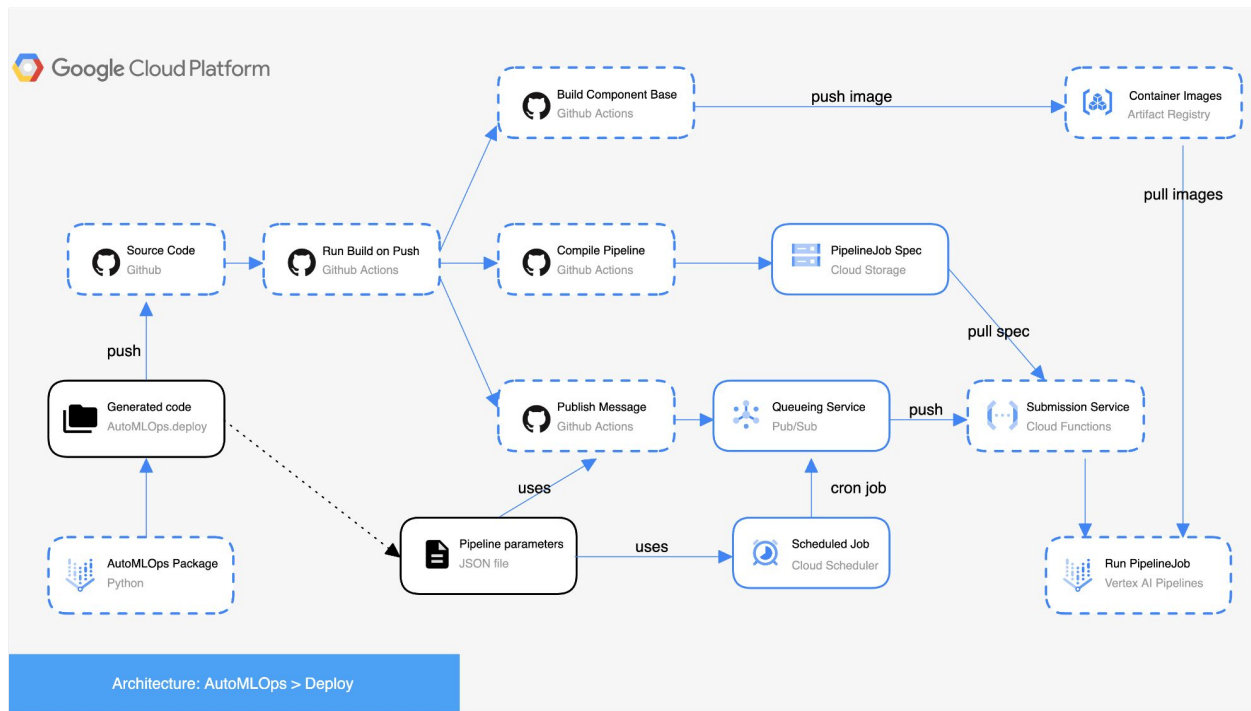 Google Cloud Platform
Build Component Base
Github Actions
push image
Container Images
Artifact Registry
pull images
Source Code
Github
Run Build on Push
Github Actions
Compile Pipeline
Github Actions
PipelineJob Spec
Cloud Storage
pull spec
push
Generated code
AutoMLOps.deploy
Publish Message
Github Actions
Queueing Service
Pub/Sub
push
Submission Service
Cloud Functions
uses
cron job
AutoMLOps Package
Python
Pipeline parameters
JSON file
uses
Scheduled Job
Cloud Scheduler
Run PipelineJob
Vertex AI Pipelines
Architecture: AutoMLOps > Deploy